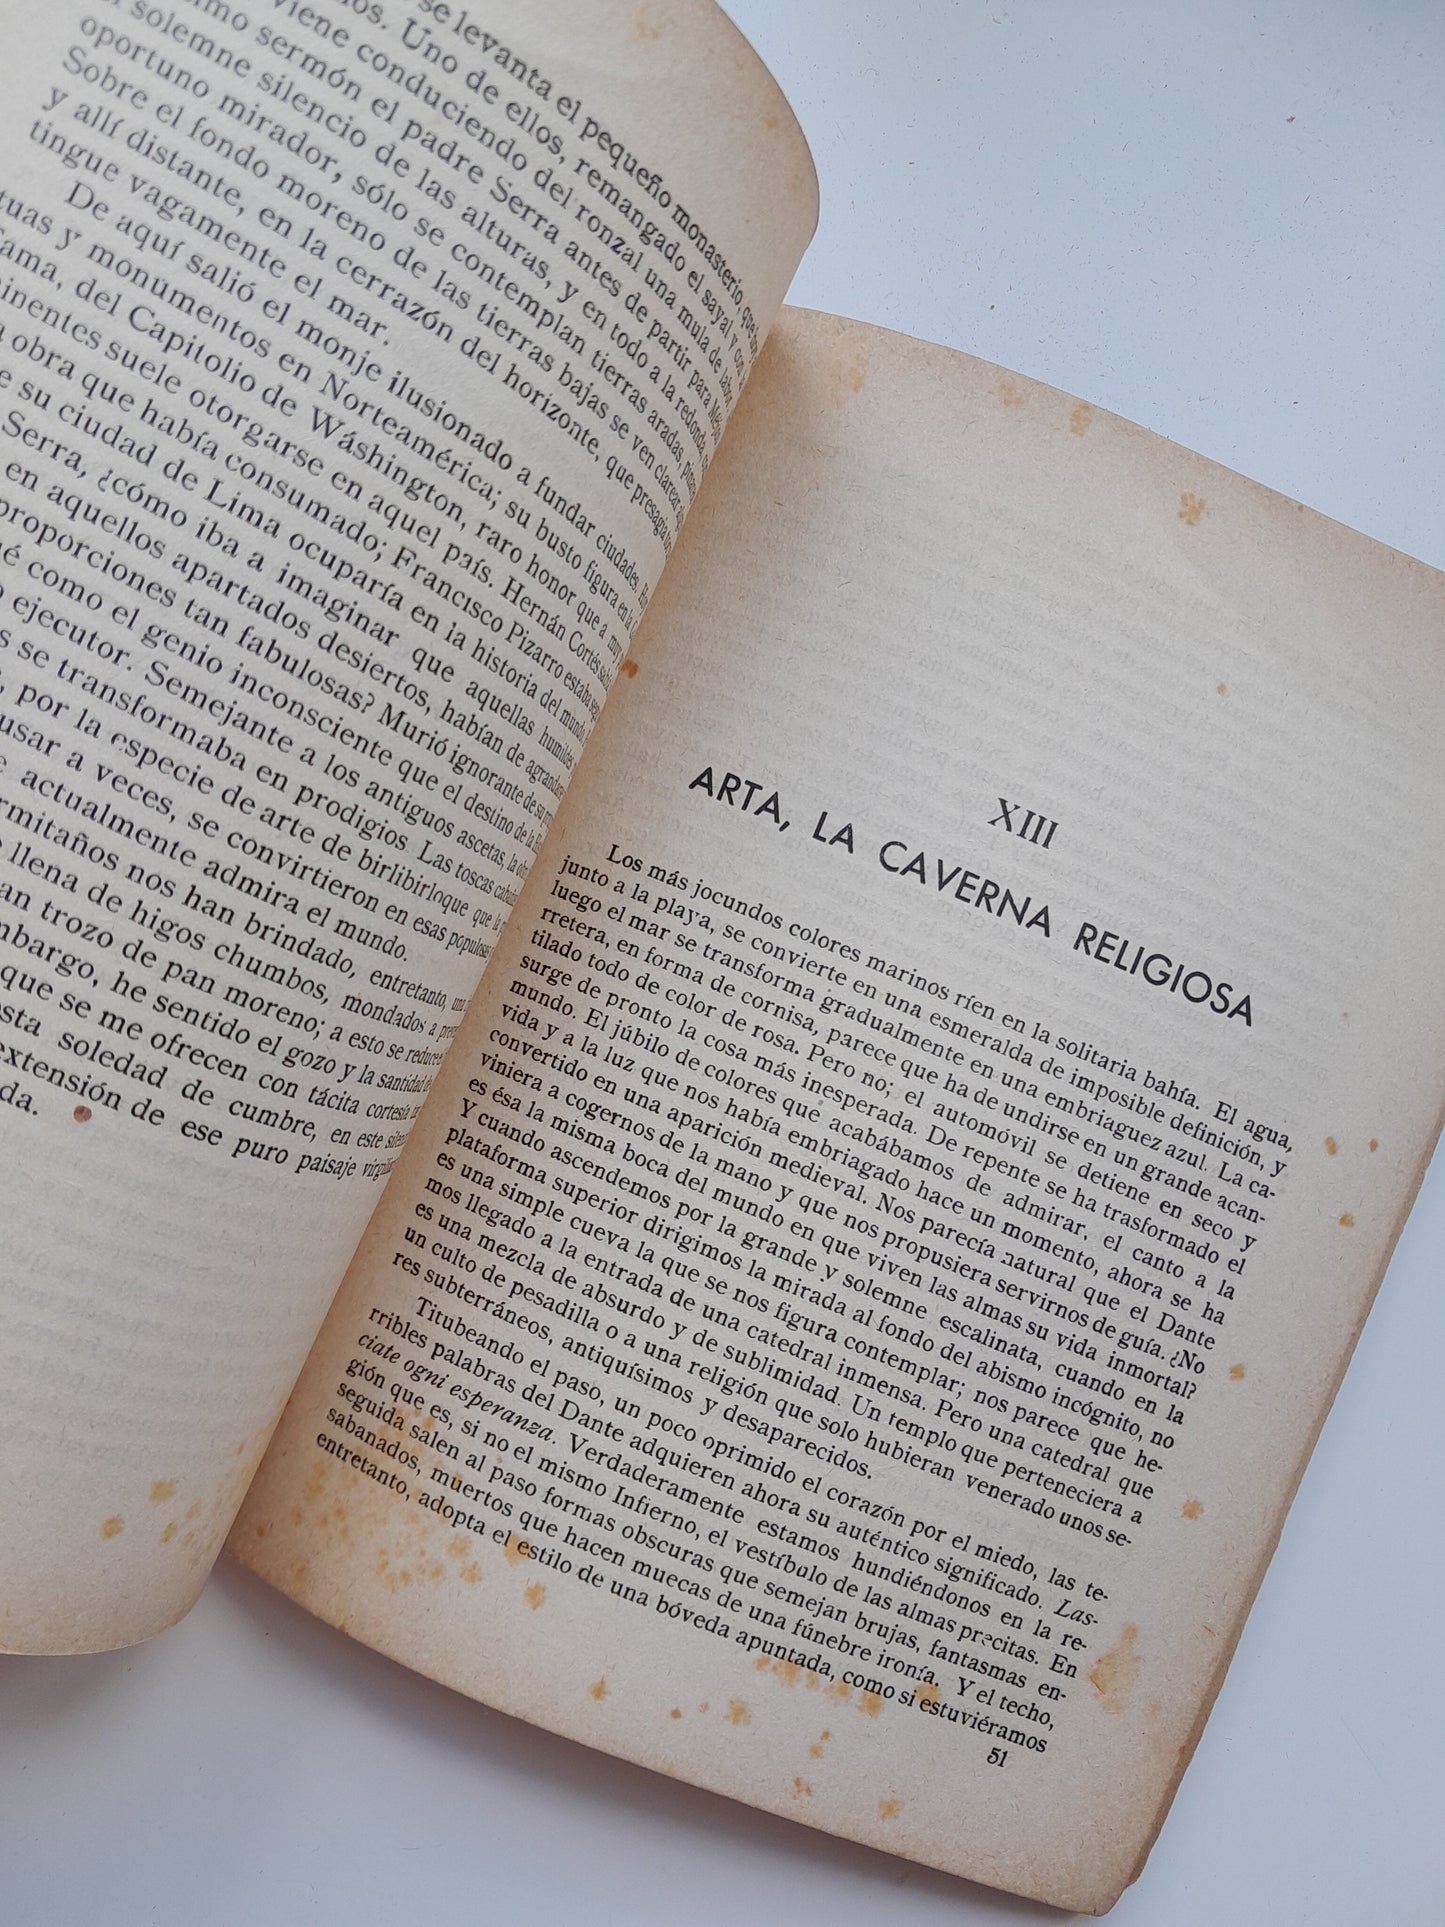 se levanta el pequeño monasterio, que
viene conduciendo del ronzal una mula de labor
mos. Uno de ellos, remangado el sayal y con
sermón el padre Serra antes de partir para
solemne silencio de las alturas, y en todo a la redonda,
oportuno mirador, sólo se contemplan tierras aradas,
Sobre el fondo moreno de las tierras bajas se ven clarear
y allí distante, en la cerrazón del horizonte, que presagia
tingue vagamente el mar.
De aquí salió el monje ilusionado a fundar ciudades.
tuas y monumentos en Norteamérica; su busto figura en la
del Capitolio de Wáshington, raro honor que a muy
suele otorgarse en aquel país. Hernán Cortés
obra que había consumado; Francisco Pizarro estaba
su ciudad de Lima ocuparía en la historia del mundo.
Serra, ¿cómo iba a imaginar que aquellas humildes
en aquellos apartados desiertos, habían de agrandarse
proporciones tan fabulosas? Murió ignorante de su
como el genio inconsciente que el destino de la
ejecutor. Semejante a los antiguos ascetas, la
se transformaba en prodigios. Las toscas
por la especie de arte de birlibirloque que la
usar a veces, se convirtieron en esas populosas
actualmente admira el mundo.
ermitaños nos han brindado, entretanto, una
llena de higos chumbos, mondados a
an trozo de pan moreno; a esto se reduce
embargo, he sentido el gozo y la santidad de
que se me ofrecen con tácita cortesía
esta soledad de cumbre, en este
extensión de ese puro paisaje
da.
XIII
ARTA, LA CAVERNA RELIGIOSA
Los más jocundos colores marinos ríen en la solitaria bahía. El agua,
junto a la playa, se convierte en una esmeralda de imposible definición, y
luego el mar se transforma gradualmente en una embriaguez azul. La ca-
rretera, en forma de cornisa, parece que ha de undirse en un grande acan-
tilado todo de color de rosa. Pero no; el automóvil se detiene en seco y
surge de pronto la cosa más inesperada. De repente se ha trasformado el
mundo. El júbilo de colores que acabábamos de admirar, el canto a la
vida y a la luz que nos había embriagado hace un momento, ahora se ha
convertido en una aparición medieval. Nos parecía natural que el Dante
viniera a cogernos de la mano y que nos propusiera servirnos de guía. ¿No
es ésa la misma boca del mundo en que viven las almas su vida inmortal?
Y cuando ascendemos por la grande y solemne escalinata, cuando en la
plataforma superior dirigimos la mirada al fondo del abismo incógnito, no
es una simple cueva la que se nos figura contemplar; nos parece que he-
mos llegado a la entrada de una catedral inmensa. Pero una catedral que
es una mezcla de absurdo y de sublimidad. Un templo que perteneciera a
un culto de pesadilla o a una religión que solo hubieran venerado unos se-
res subterráneos, antiquísimos y desaparecidos.
Titubeando el paso, un poco oprimido el corazón por el miedo, las te-
rribles palabras del Dante adquieren ahora su auténtico significado. Las-
ciate ogni esperanza. Verdaderamente estamos hundiéndonos en la re-
gión que es, si no el mismo Infierno, el vestíbulo de las almas precitas. En
seguida salen al paso formas obscuras que semejan brujas, fantasmas en-
sabanados, muertos que hacen muecas de una fúnebre ironía. Y el techo,
entretanto, adopta el estilo de una bóveda apuntada, como si estuviéramos
51